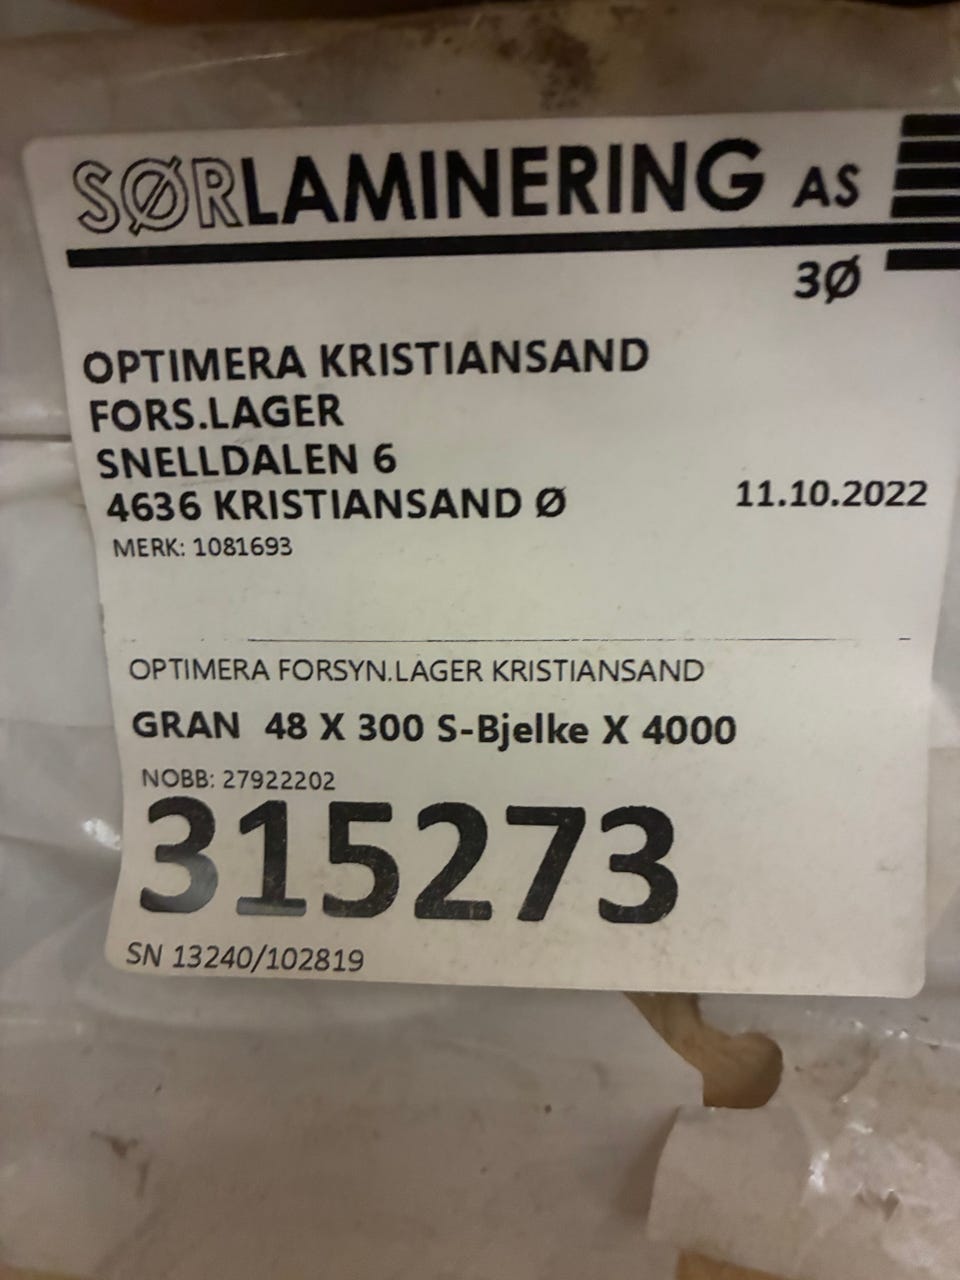 SØRLAMINERING AS
3Ø
OPTIMERA KRISTIANSAND
FORS.LAGER
SNELLDALEN 6
4636 KRISTIANSAND Ø
11.10.2022
MERK: 1081693
OPTIMERA FORSYN.LAGER KRISTIANSAND
GRAN 48 X 300 S-Bjelke X 4000
NOBB: 27922202
315273
SN 13240/102819